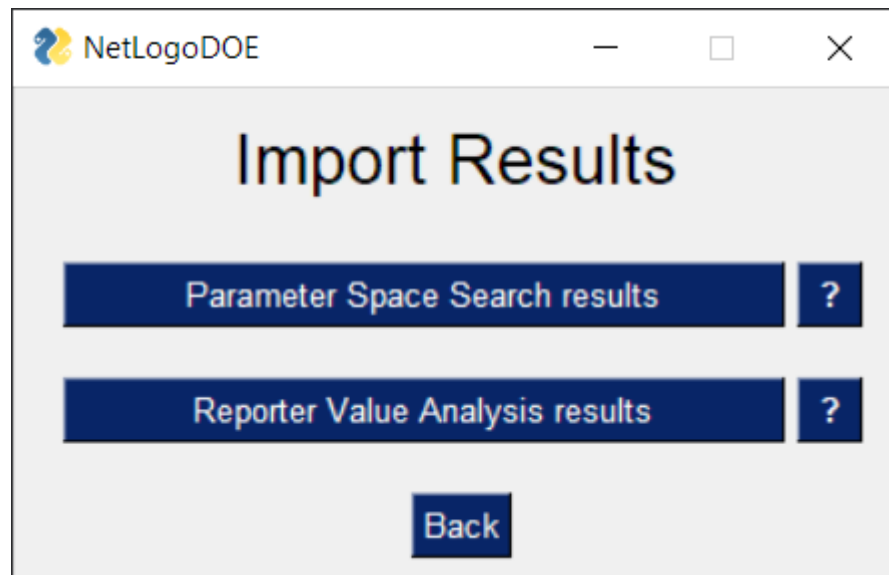 NetLogoDOE
Import Results
Parameter Space Search results ?
Reporter Value Analysis results ?
Back